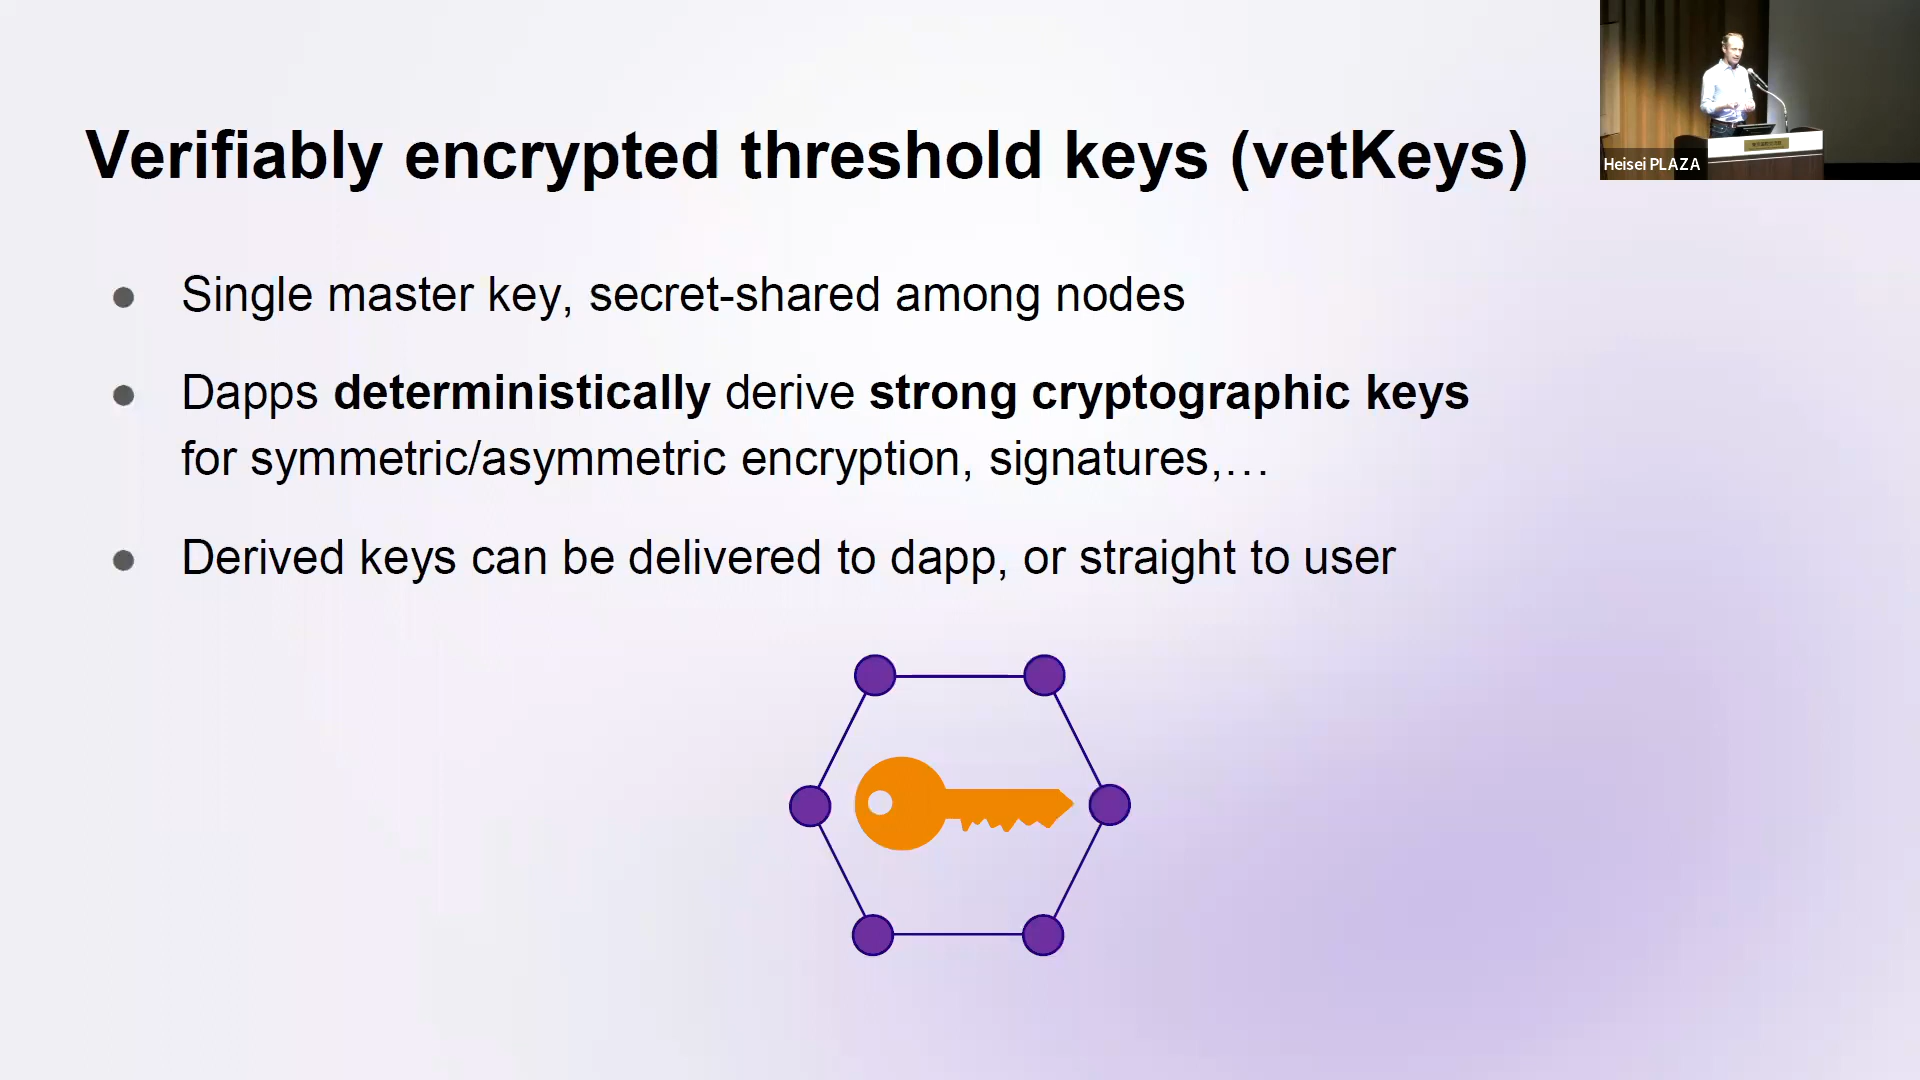 Verifiably encrypted threshold keys (vetKeys)
Heisei PLAZA
● Single master key, secret-shared among nodes
● Dapps deterministically derive strong cryptographic keys
for symmetric/asymmetric encryption, signatures,…
● Derived keys can be delivered to dapp, or straight to user